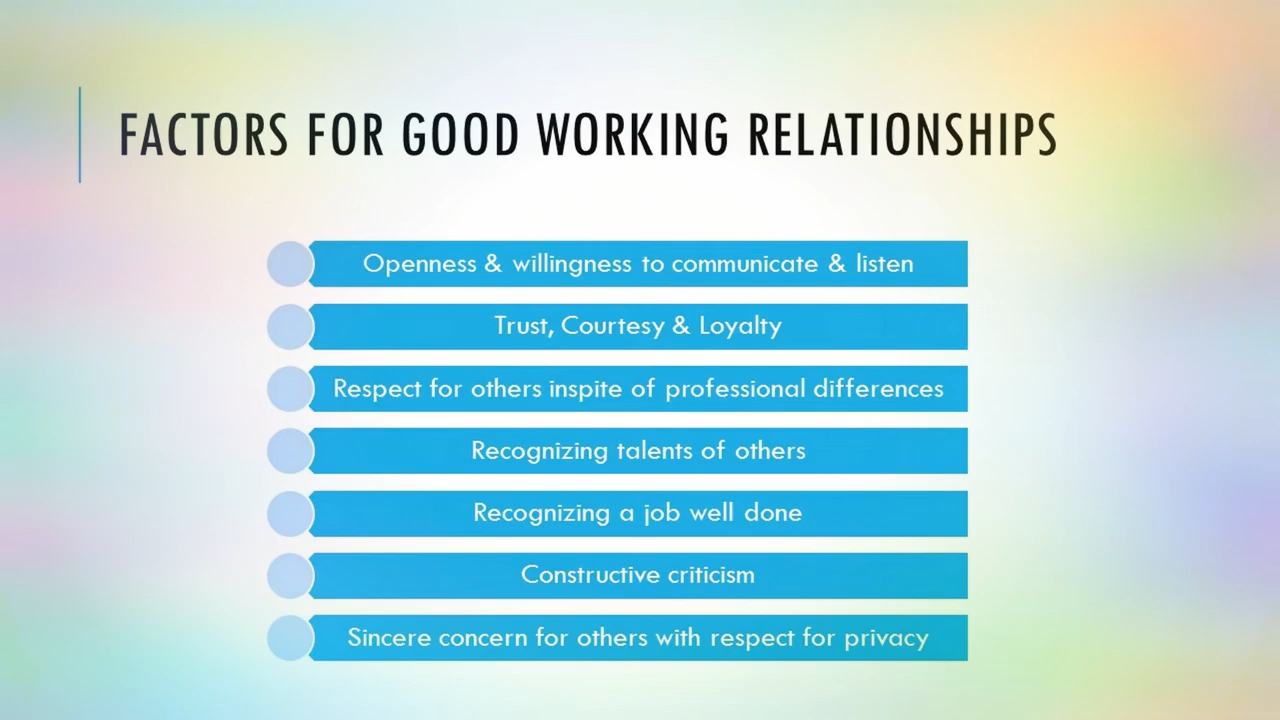 FACTORS FOR GOOD WORKING RELATIONSHIPS
Openness & willingness to communicate & listen
Trust, Courtesy & Loyalty
Respect for others inspite of professional differences
Recognizing talents of others
Recognizing a job well done
Constructive criticism
Sincere concern for others with respect for privacy